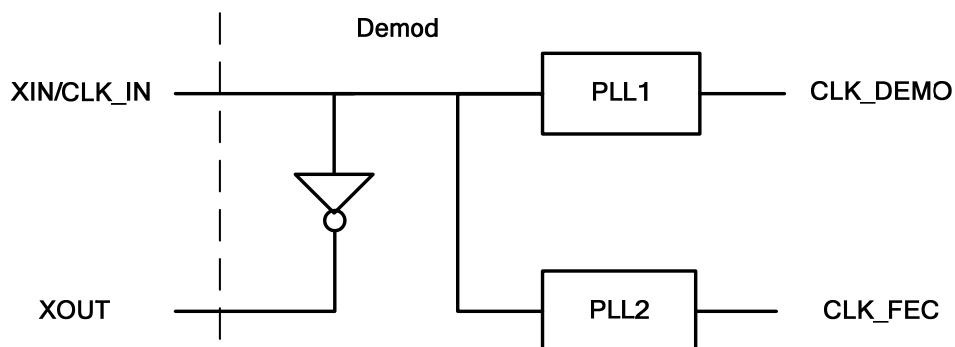 Demod
XIN/CLK_IN
PLL1
CLK_DEMO
XOUT
PLL2
CLK_FEC